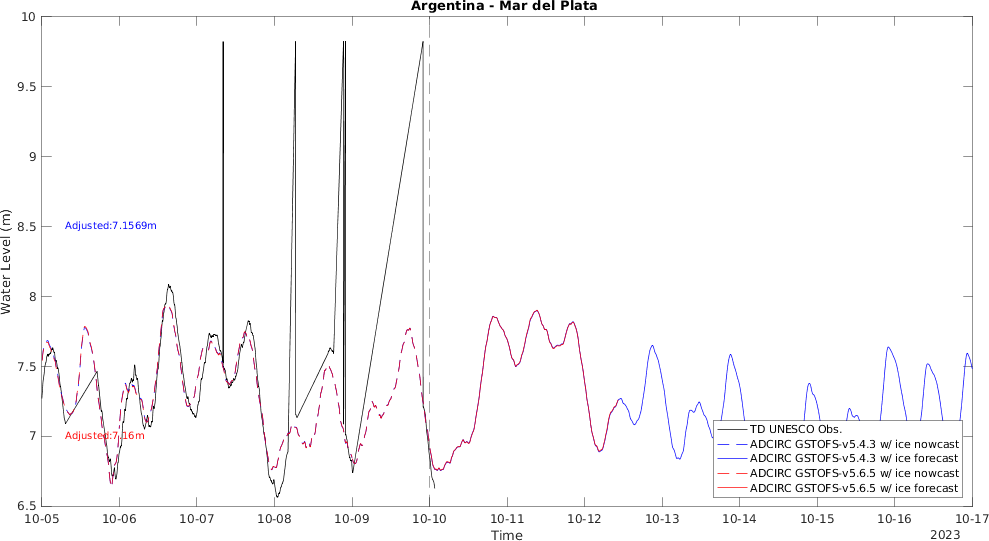 Argentina - Mar del Plata
10
9.5
9
8.5
8
7.5
7
6.5
Water Level (m)
Adjusted:7.1569m
Adjusted:7.16m
TD UNESCO Obs.
ADCIRC GSTOFS-v5.4.3 w/ ice nowcast
ADCIRC GSTOFS-v5.4.3 w/ ice forecast
ADCIRC GSTOFS-v5.6.5 w/ ice nowcast
ADCIRC GSTOFS-v5.6.5 w/ ice forecast
10-05 10-06 10-07 10-08 10-09 10-10 10-11 10-12 10-13 10-14 10-15 10-16 10-17
Time
2023